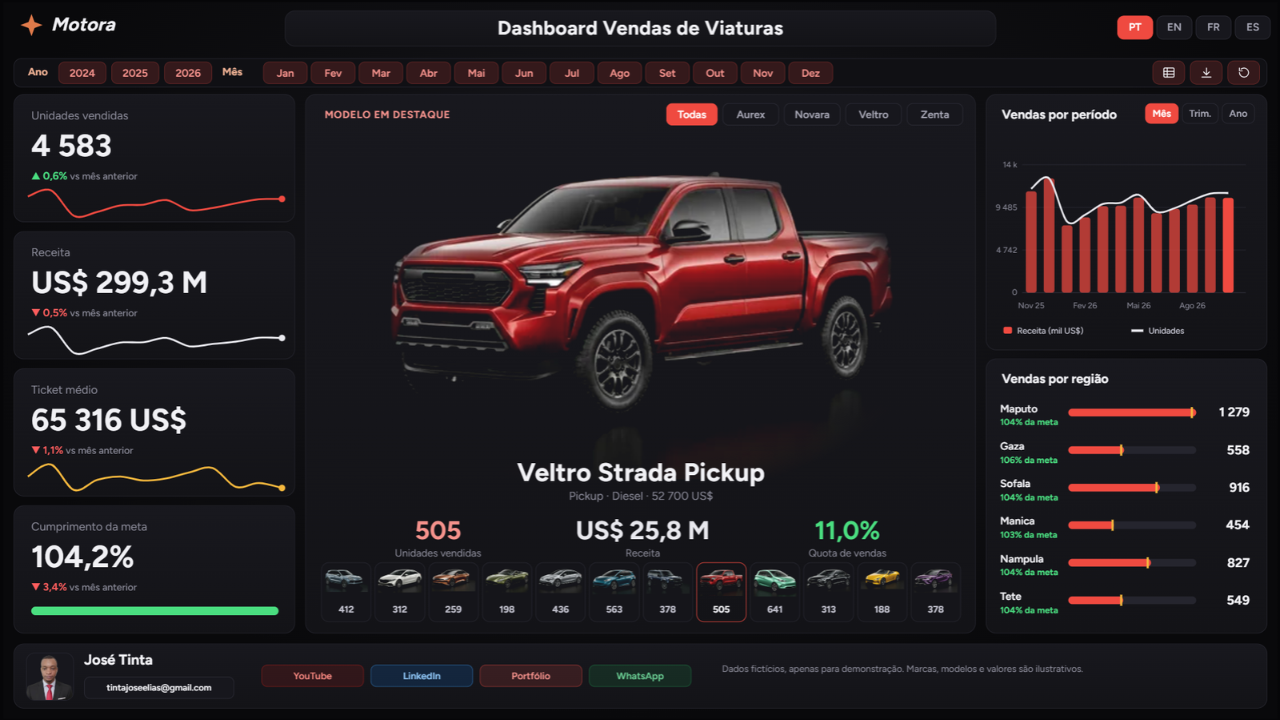 Motora
Dashboard Vendas de Viaturas
PT EN FR ES
Ano 2024 2025 2026 Mês Jan Fev Mar Abr Mai Jun Jul Ago Set Out Nov Dez
Unidades vendidas
4 583
▲ 0,6% vs mês anterior
Receita
US$ 299,3 M
▼ 0,5% vs mês anterior
Ticket médio
65 316 US$
▼ 1,1% vs mês anterior
Cumprimento da meta
104,2%
▼ 3,4% vs mês anterior
MODELO EM DESTAQUE
Todas Aurex Novara Veltro Zenta
Veltro Strada Pickup
Pickup · Diesel · 52 700 US$
505 US$ 25,8 M 11,0%
Unidades vendidas Receita Quota de vendas
412 312 259 198 436 563 378 505 641 313 188 378
Vendas por período
Mês Trim. Ano
14 k
9 485
4 742
0
Nov 25 Fev 26 Mai 26 Ago 26
Receita (mil US$) Unidades
Vendas por região
Maputo
104% da meta
1 279
Gaza
106% da meta
558
Sofala
104% da meta
916
Manica
103% da meta
454
Nampula
104% da meta
827
Tete
104% da meta
549
José Tinta
tintajoseelias@gmail.com
YouTube LinkedIn Portfólio WhatsApp
Dados fictícios, apenas para demonstração. Marcas, modelos e valores são ilustrativos.